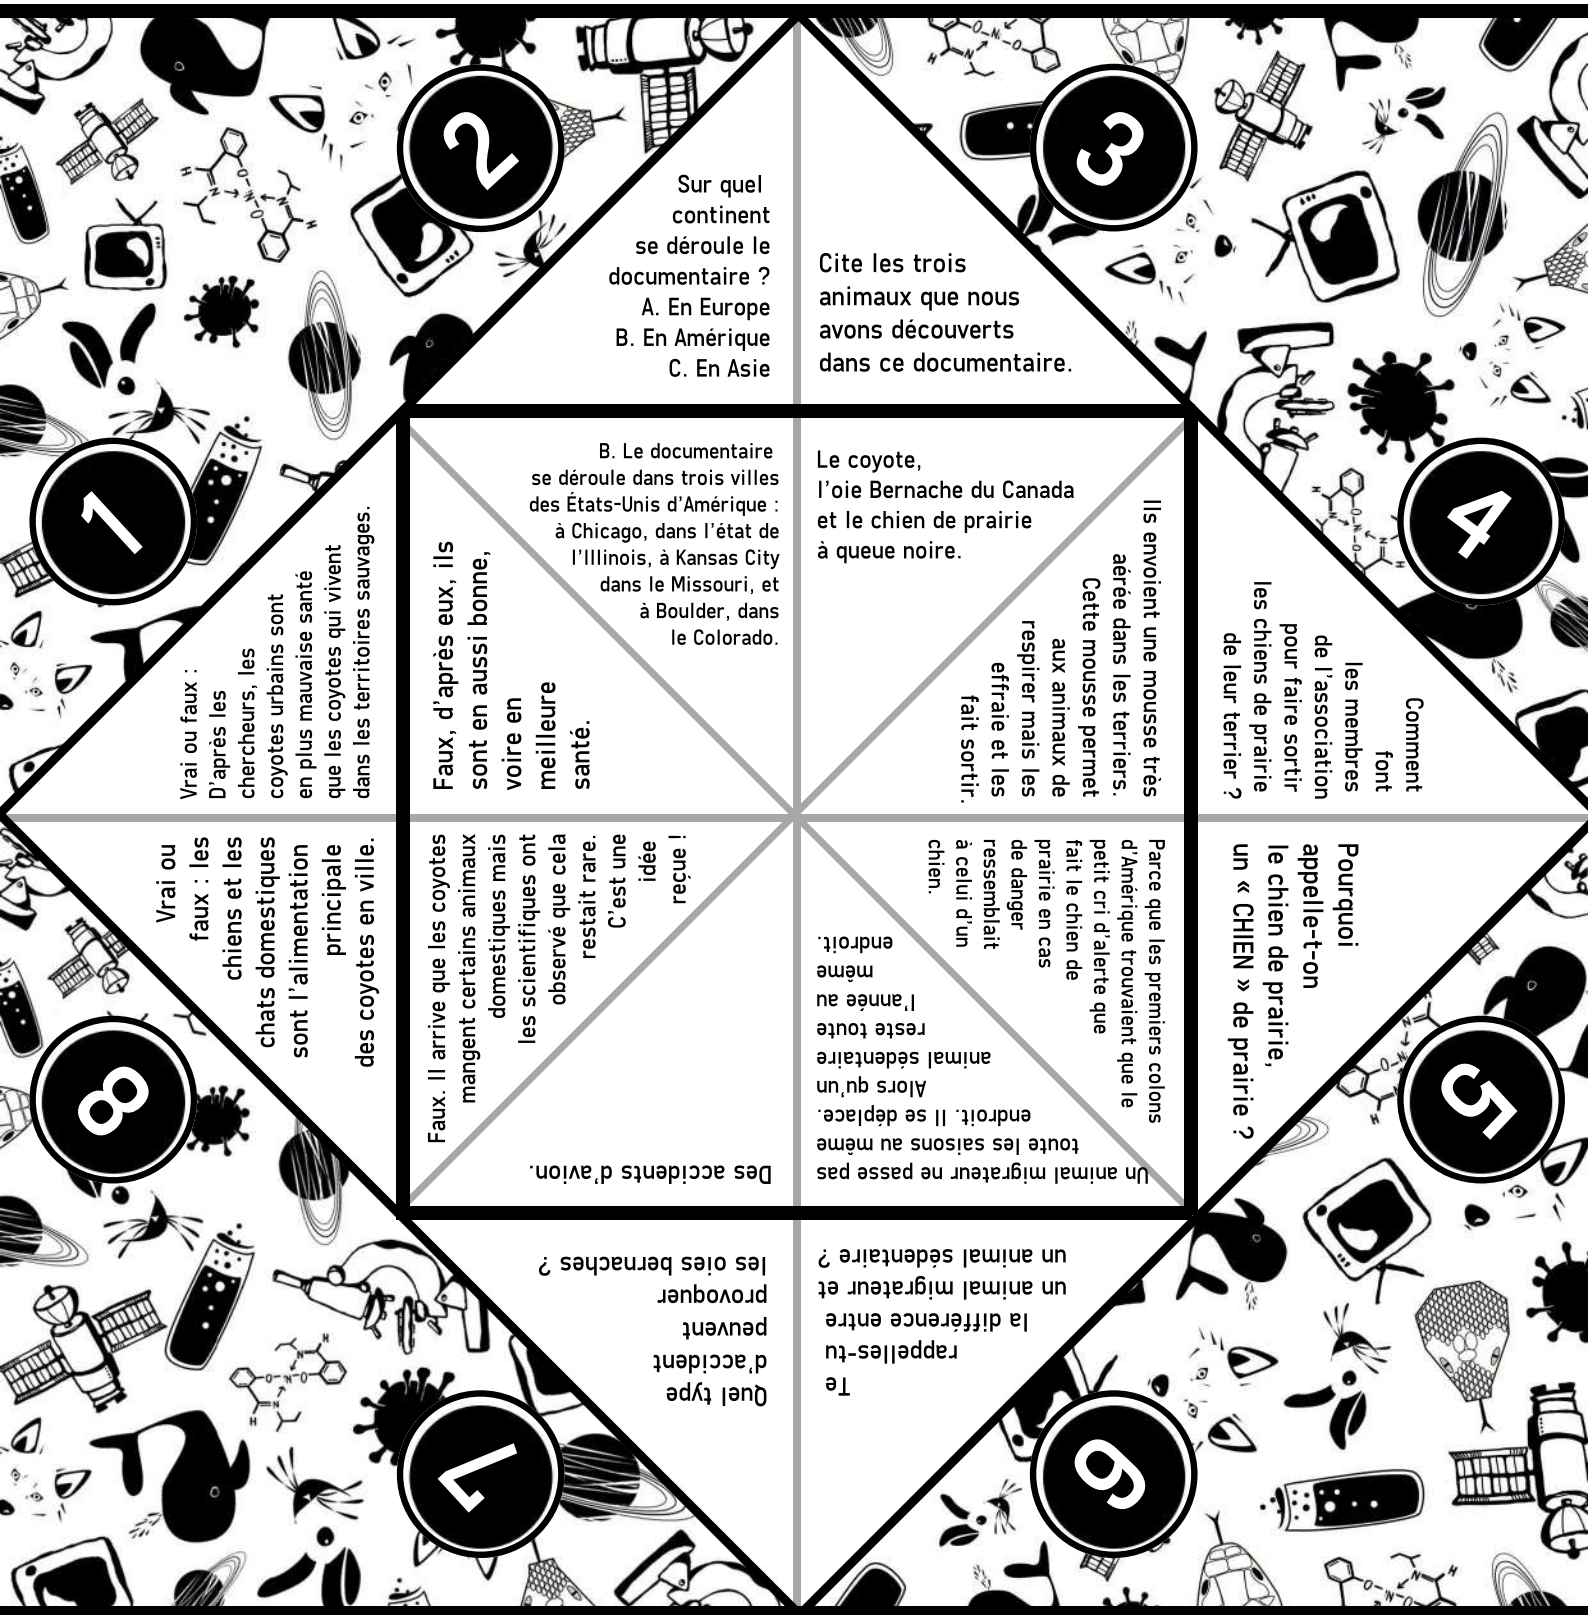 1
Vrai ou faux :
D'après les
chercheurs, les
coyotes urbains sont
en plus mauvaise santé
que les coyotes qui vivent
dans les territoires sauvages.
Faux, d'après eux, ils
sont en aussi bonne,
voire en
meilleure
santé.
2
Sur quel
continent
se déroule le
documentaire ?
A. En Europe
B. En Amérique
C. En Asie
B. Le documentaire
se déroule dans trois villes
des États-Unis d'Amérique :
à Chicago, dans l'état de
l'Illinois, à Kansas City
dans le Missouri, et
à Boulder, dans
le Colorado.
3
Cite les trois
animaux que nous
avons découverts
dans ce documentaire.
Le coyote,
l'oie Bernache du Canada
et le chien de prairie
à queue noire.
4
Comment
font
les membres
de l'association
pour faire sortir
les chiens de prairie
de leur terrier ?
Ils envoient une mousse très
aérée dans les terriers.
Cette mousse permet
aux animaux de
respirer mais les
effraie et les
fait sortir.
5
Pourquoi
appelle-t-on
le chien de prairie,
un « CHIEN » de prairie ?
Parce que les premiers colons
d'Amérique trouvaient que le
petit cri d'alerte que
fait le chien de
prairie en cas
de danger
ressemblait
à celui d'un
chien.
6
Te
rappelles-tu
la différence entre
un animal migrateur et
un animal sédentaire ?
Un animal migrateur ne passe pas
toute les saisons au même
endroit. Il se déplace.
Alors qu'un
animal sédentaire
reste toute
l'année au
même
endroit.
7
Quel type
d'accident
peuvent
provoquer
les oies bernaches ?
Des accidents d'avion.
8
Vrai ou
faux : les
chiens et les
chats domestiques
sont l'alimentation
principale
des coyotes en ville.
Faux. Il arrive que les coyotes
mangent certains animaux
domestiques mais
les scientifiques ont
observé que cela
restait rare.
C'est une
idée
reçue !